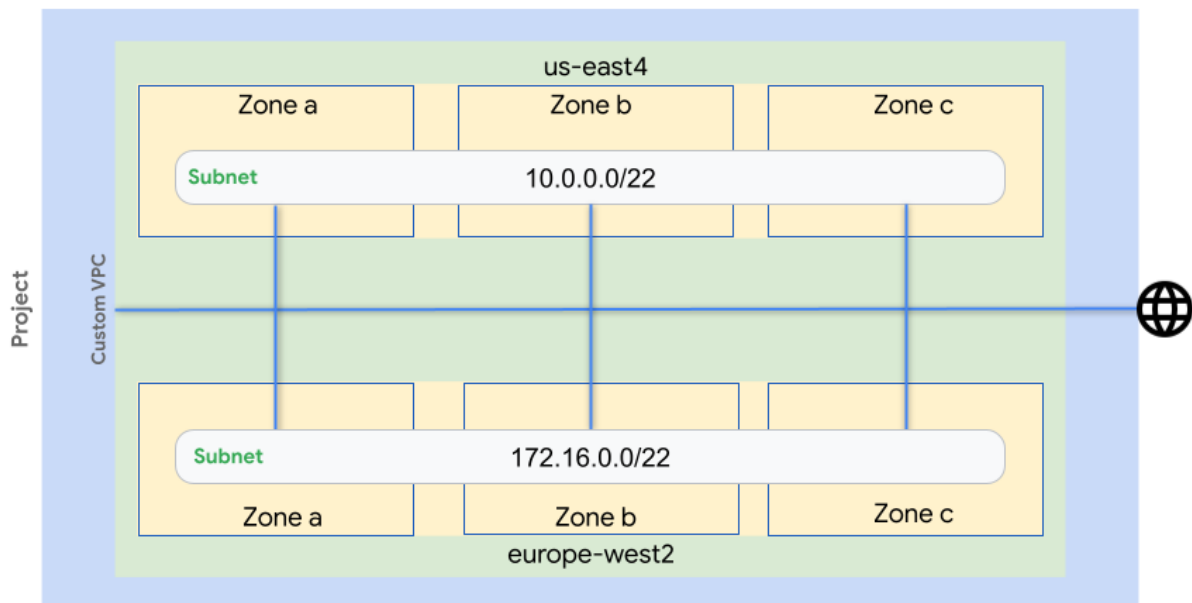 us-east4
Zone a
Zone b
Zone c
Subnet
10.0.0.0/22
Project
Custom VPC
Subnet
172.16.0.0/22
Zone a
Zone b
Zone c
europe-west2